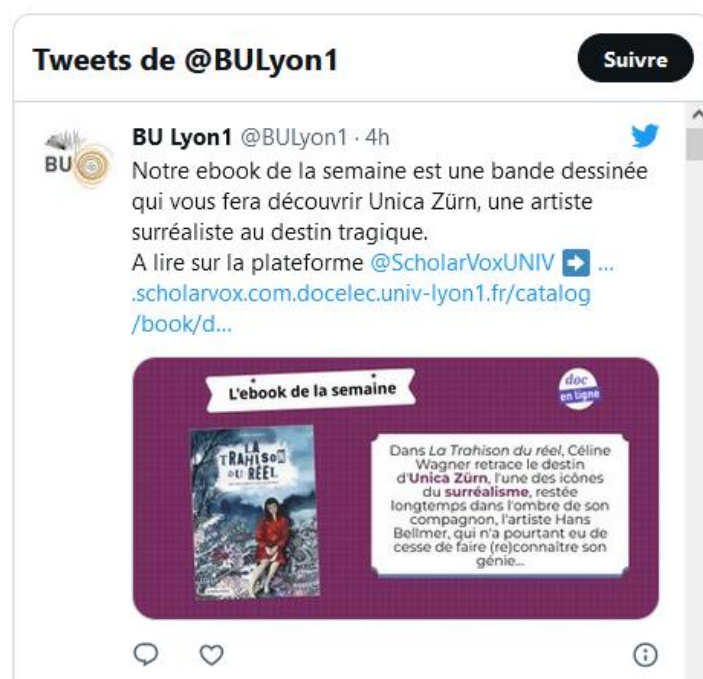 Tweets de @BULyon1
Suivre
BU
BU Lyon1 @BULyon1 · 4h
Notre ebook de la semaine est une bande dessinée
qui vous fera découvrir Unica Zürn, une artiste
surréaliste au destin tragique.
A lire sur la plateforme @ScholarVoxUNIV ➡ ...
.scholarvox.com.docelec.univ-lyon1.fr/catalog
/book/d...
L'ebook de la semaine
doc
en ligne
LA
TRAHISON
DU RÉEL
Dans La Trahison du réel, Céline
Wagner retrace le destin
d'Unica Zürn, l'une des icônes
du surréalisme, restée
longtemps dans l'ombre de son
compagnon, l'artiste Hans
Bellmer, qui n'a pourtant eu de
cesse de faire (re)connaître son
génie...